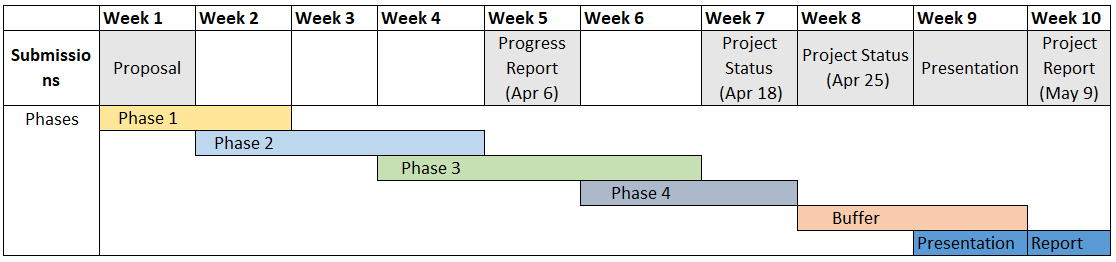 Week 1 Week 2 Week 3 Week 4 Week 5 Week 6 Week 7 Week 8 Week 9 Week 10
Submissio
ns
Proposal
Progress
Report
(Apr 6)
Project
Status
(Apr 18)
Project Status
(Apr 25)
Presentation
Project
Report
(May 9)
Phases
Phase 1
Phase 2
Phase 3
Phase 4
Buffer
Presentation Report